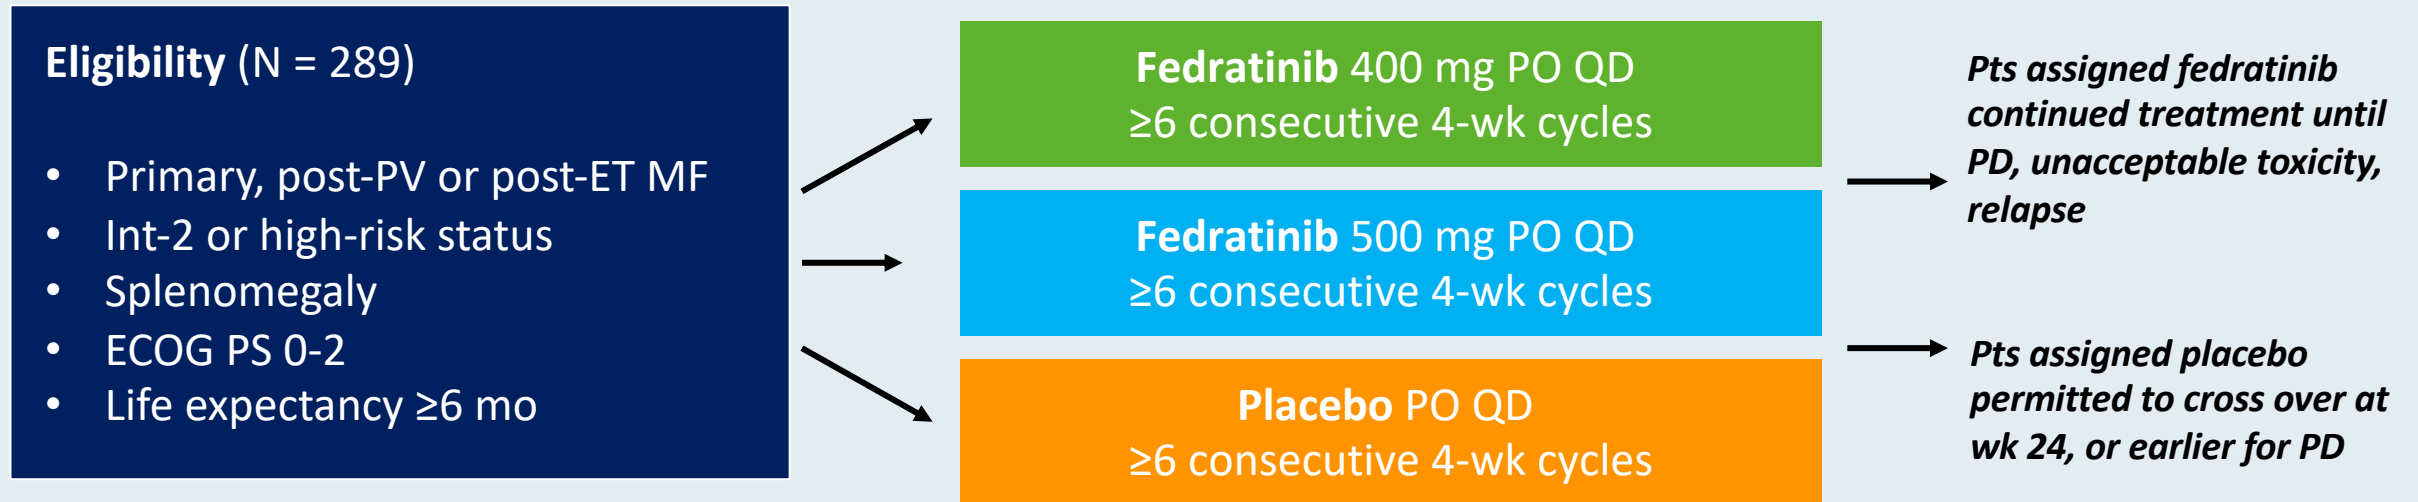 Eligibility (N = 289)
• Primary, post-PV or post-ET MF
• Int-2 or high-risk status
• Splenomegaly
• ECOG PS 0-2
• Life expectancy ≥6 mo
Fedratinib 400 mg PO QD
≥6 consecutive 4-wk cycles
Fedratinib 500 mg PO QD
≥6 consecutive 4-wk cycles
Placebo PO QD
≥6 consecutive 4-wk cycles
Pts assigned fedratinib
continued treatment until
PD, unacceptable toxicity,
relapse
Pts assigned placebo
permitted to cross over at
wk 24, or earlier for PD